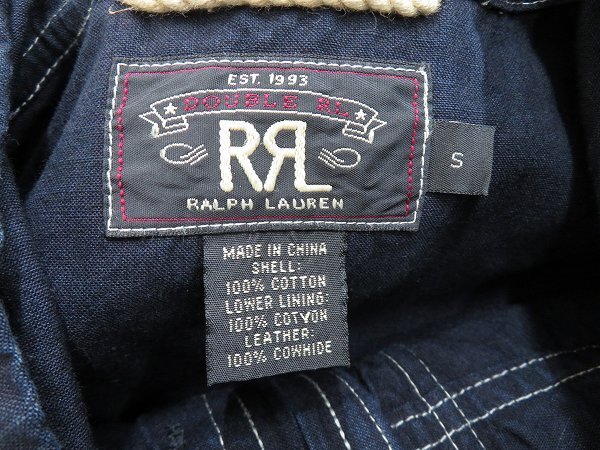 EST. 1993
DOUBLE RL
RRL
RALPH LAUREN
S
MADE IN CHINA
SHELL:
100% COTTON
LOWER LINING:
100% COTYON
LEATHER:
100% COWHIDE